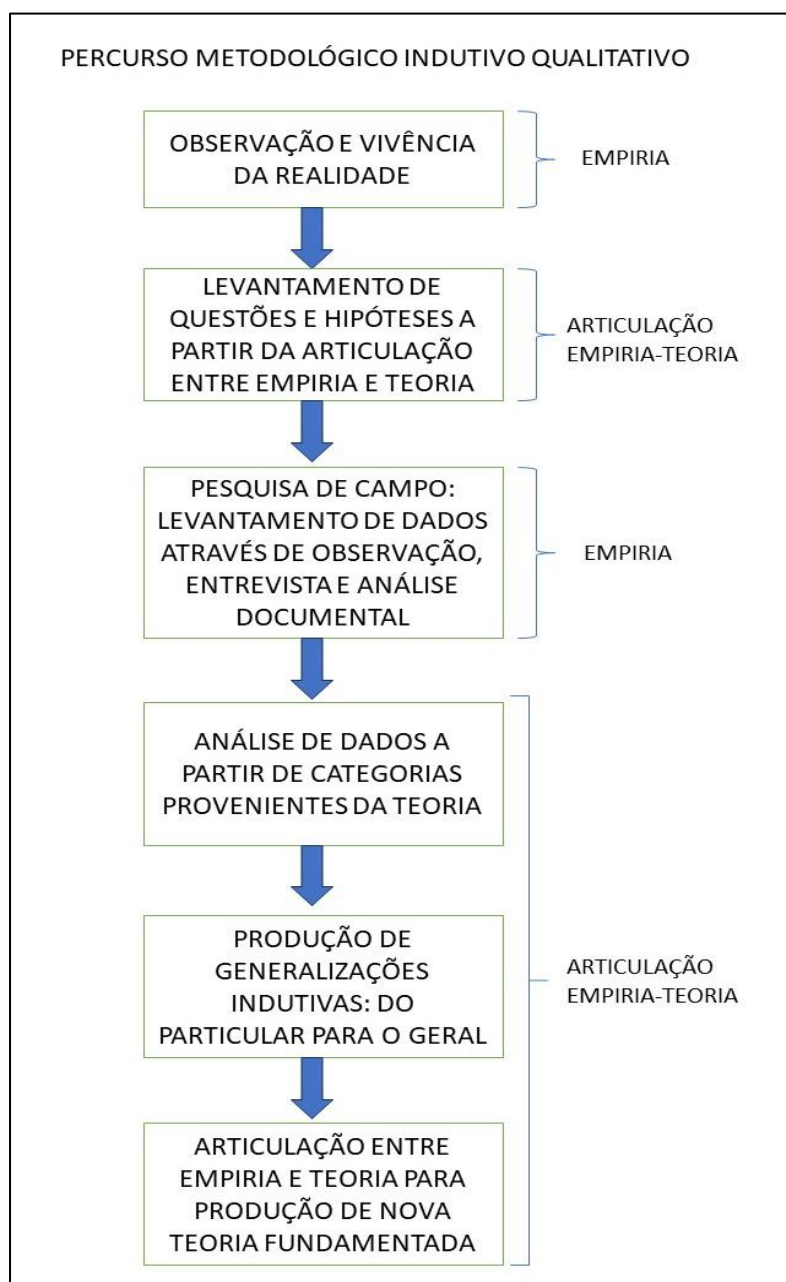 PERCURSO METODOLÓGICO INDUTIVO QUALITATIVO
OBSERVAÇÃO E VIVÊNCIA
DA REALIDADE
EMPIRIA
LEVANTAMENTO DE
QUESTÕES E HIPÓTESES A
PARTIR DA ARTICULAÇÃO
ENTRE EMPIRIA E TEORIA
ARTICULAÇÃO
EMPIRIA-TEORIA
PESQUISA DE CAMPO:
LEVANTAMENTO DE DADOS
ATRAVÉS DE OBSERVAÇÃO,
ENTREVISTA E ANÁLISE
DOCUMENTAL
EMPIRIA
ANÁLISE DE DADOS A
PARTIR DE CATEGORIAS
PROVENIENTES DA TEORIA
PRODUÇÃO DE
GENERALIZAÇÕES
INDUTIVAS: DO
PARTICULAR PARA O GERAL
ARTICULAÇÃO
EMPIRIA-TEORIA
ARTICULAÇÃO ENTRE
EMPIRIA E TEORIA PARA
PRODUÇÃO DE NOVA
TEORIA FUNDAMENTADA